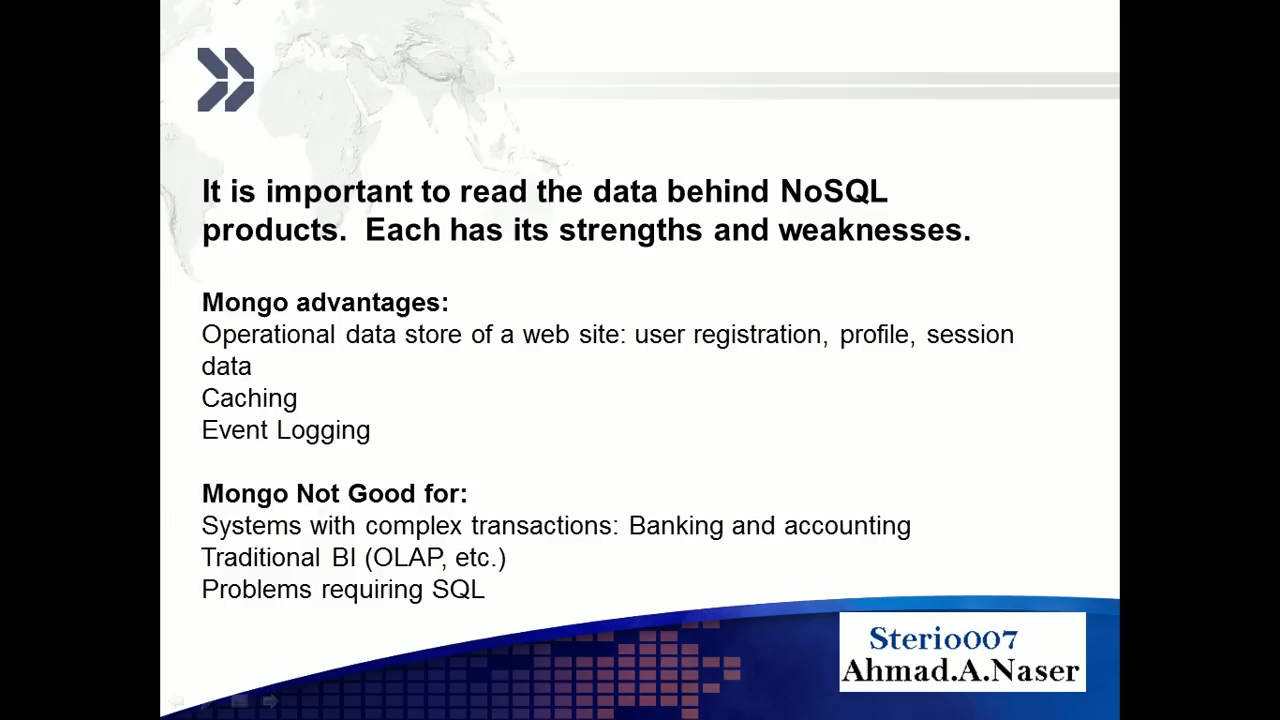 It is important to read the data behind NoSQL
products. Each has its strengths and weaknesses.
Mongo advantages:
Operational data store of a web site: user registration, profile, session
data
Caching
Event Logging
Mongo Not Good for:
Systems with complex transactions: Banking and accounting
Traditional BI (OLAP, etc.)
Problems requiring SQL
Sterio007
Ahmad.A.Naser